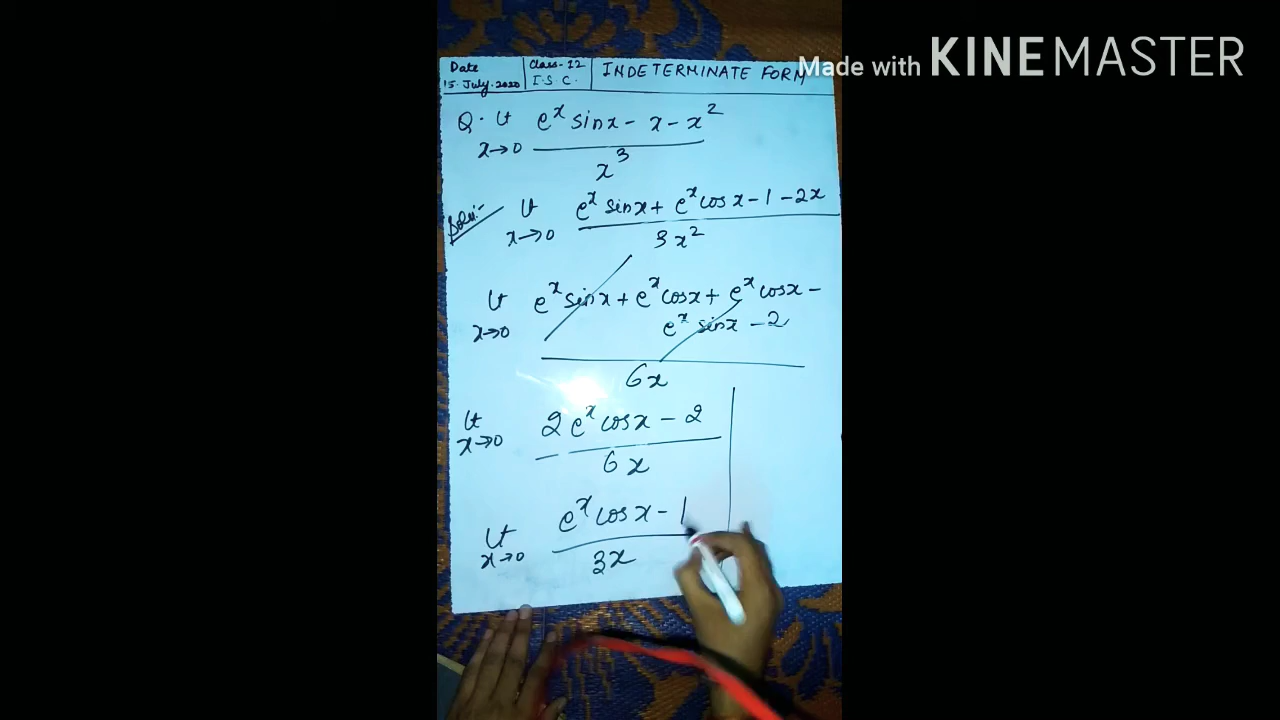 Made with KINEMASTER
Date
15. July. 2020
Class - 12
I.S.C.
INDETERMINATE FORM
Q. Lt x→0 (e^x sin x - x - x^2) / x^3
Soln:- Lt x→0 (e^x sin x + e^x cos x - 1 - 2x) / 3x^2
Lt x→0 (e^x sin x + e^x cos x + e^x cos x -
e^x sin x - 2) / 6x
Lt x→0 (2e^x cos x - 2) / 6x
Lt x→0 (e^x cos x - 1) / 3x